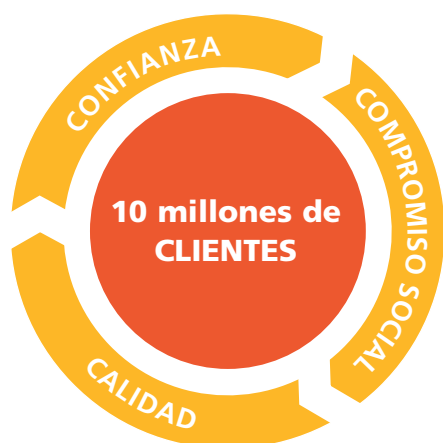 CONFIANZA
COMPROMISO SOCIAL
10 millones de
CLIENTES
CALIDAD